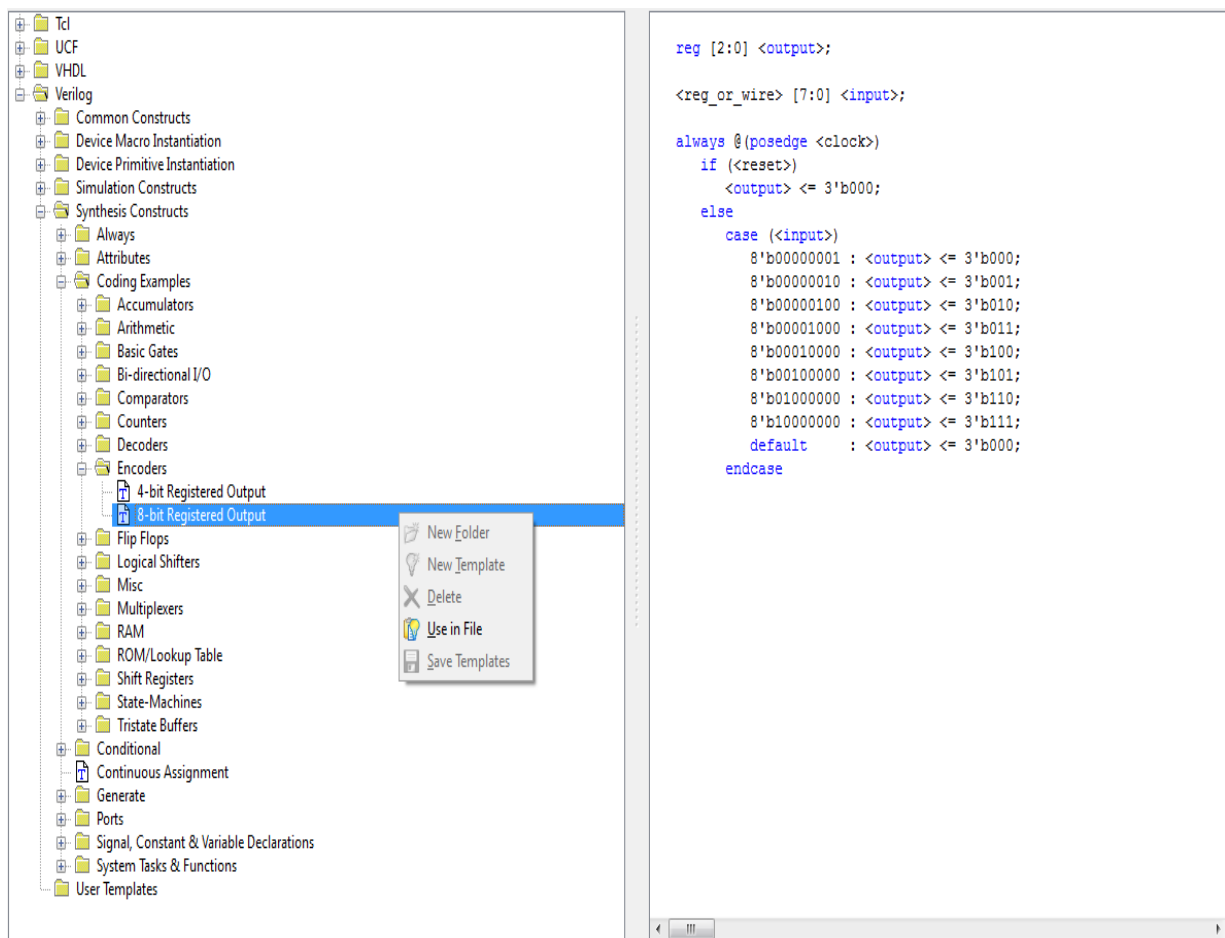 Tcl
UCF
VHDL
Verilog
Common Constructs
Device Macro Instantiation
Device Primitive Instantiation
Simulation Constructs
Synthesis Constructs
Always
Attributes
Coding Examples
Accumulators
Arithmetic
Basic Gates
Bi-directional I/O
Comparators
Counters
Decoders
Encoders
4-bit Registered Output
8-bit Registered Output
Flip Flops
Logical Shifters
Misc
Multiplexers
RAM
ROM/Lookup Table
Shift Registers
State-Machines
Tristate Buffers
Conditional
Continuous Assignment
Generate
Ports
Signal, Constant & Variable Declarations
System Tasks & Functions
User Templates
New Folder
New Template
Delete
Use in File
Save Templates
reg [2:0] <output>;
<reg_or_wire> [7:0] <input>;
always @(posedge <clock>)
if (<reset>)
<output> <= 3'b000;
else
case (<input>)
8'b00000001 : <output> <= 3'b000;
8'b00000010 : <output> <= 3'b001;
8'b00000100 : <output> <= 3'b010;
8'b00001000 : <output> <= 3'b011;
8'b00010000 : <output> <= 3'b100;
8'b00100000 : <output> <= 3'b101;
8'b01000000 : <output> <= 3'b110;
8'b10000000 : <output> <= 3'b111;
default : <output> <= 3'b000;
endcase